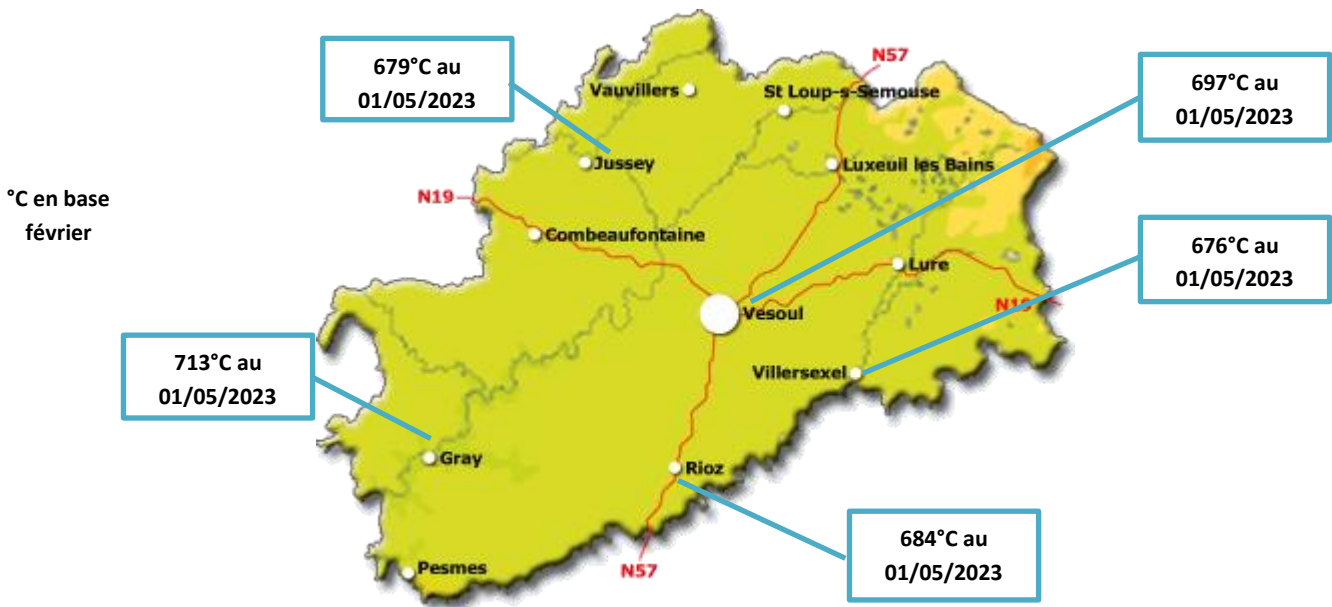 679°C au
01/05/2023
N57
697°C au
01/05/2023
Vauvillers
St Loup-s-Semouse
Jussey
Luxeuil les Bains
°C en base
février
N19
Combeaufontaine
676°C au
01/05/2023
Lure
Vesoul
N19
713°C au
01/05/2023
Villersexel
Gray
Rioz
684°C au
01/05/2023
Pesmes
N57